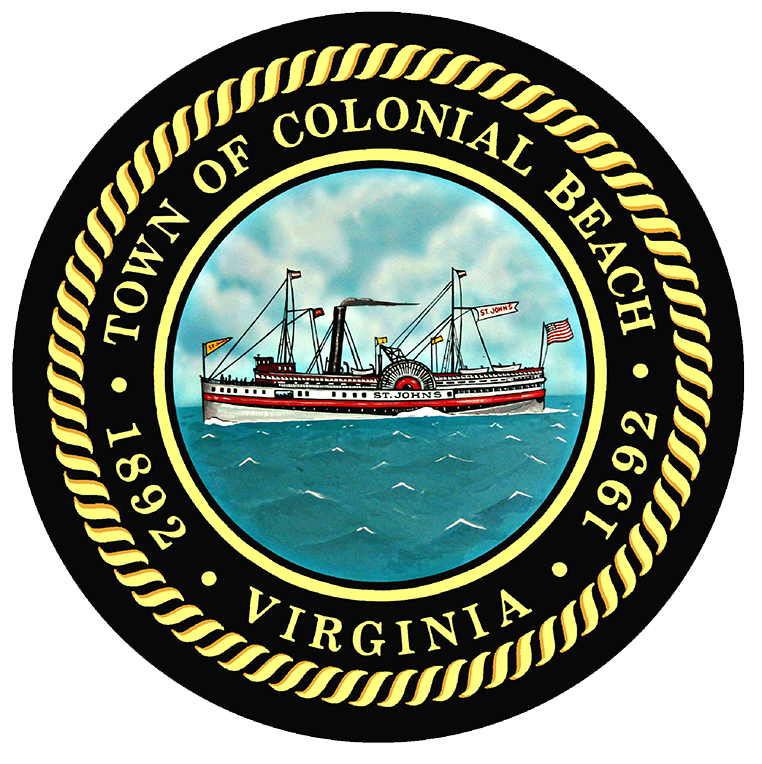 TOWN OF COLONIAL BEACH
1892
1992
VIRGINIA
ST. JOHNS
ST. JOHNS